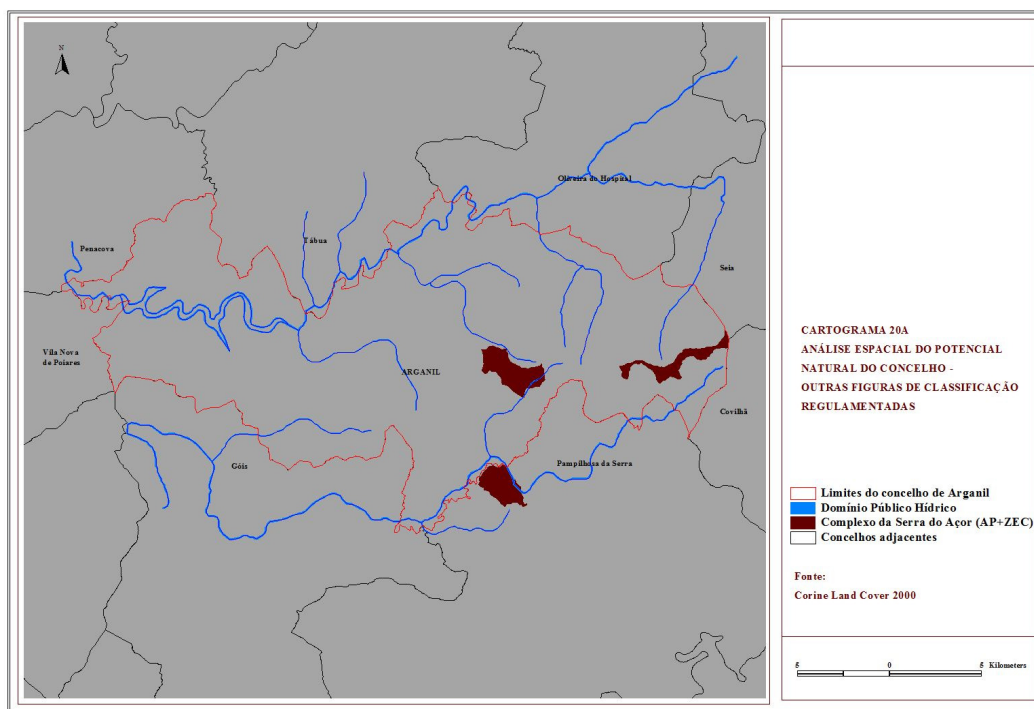 N
Oliveira do Hospital
Tábua
Penacova
Seia
Vila Nova
de Poiares
ARGANIL
Covilhã
Góis
Pampilhosa da Serra
CARTOGRAMA 20A
ANÁLISE ESPACIAL DO POTENCIAL
NATURAL DO CONCELHO -
OUTRAS FIGURAS DE CLASSIFICAÇÃO
REGULAMENTADAS
Limites do concelho de Arganil
Domínio Público Hídrico
Complexo da Serra do Açor (AP+ZEC)
Concelhos adjacentes
Fonte:
Corine Land Cover 2000
5 0 5 Kilometers